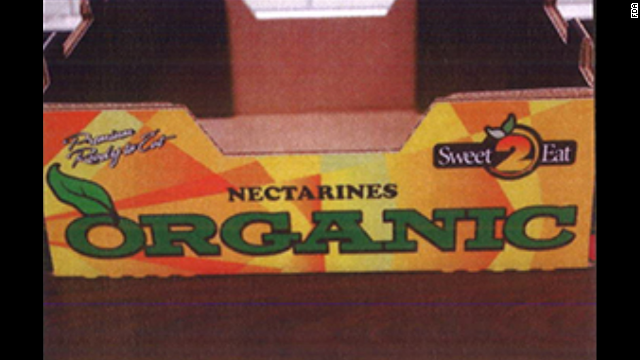 FDA
Premium
Ready to Eat
Sweet 2 Eat
NECTARINES
ORGANIC